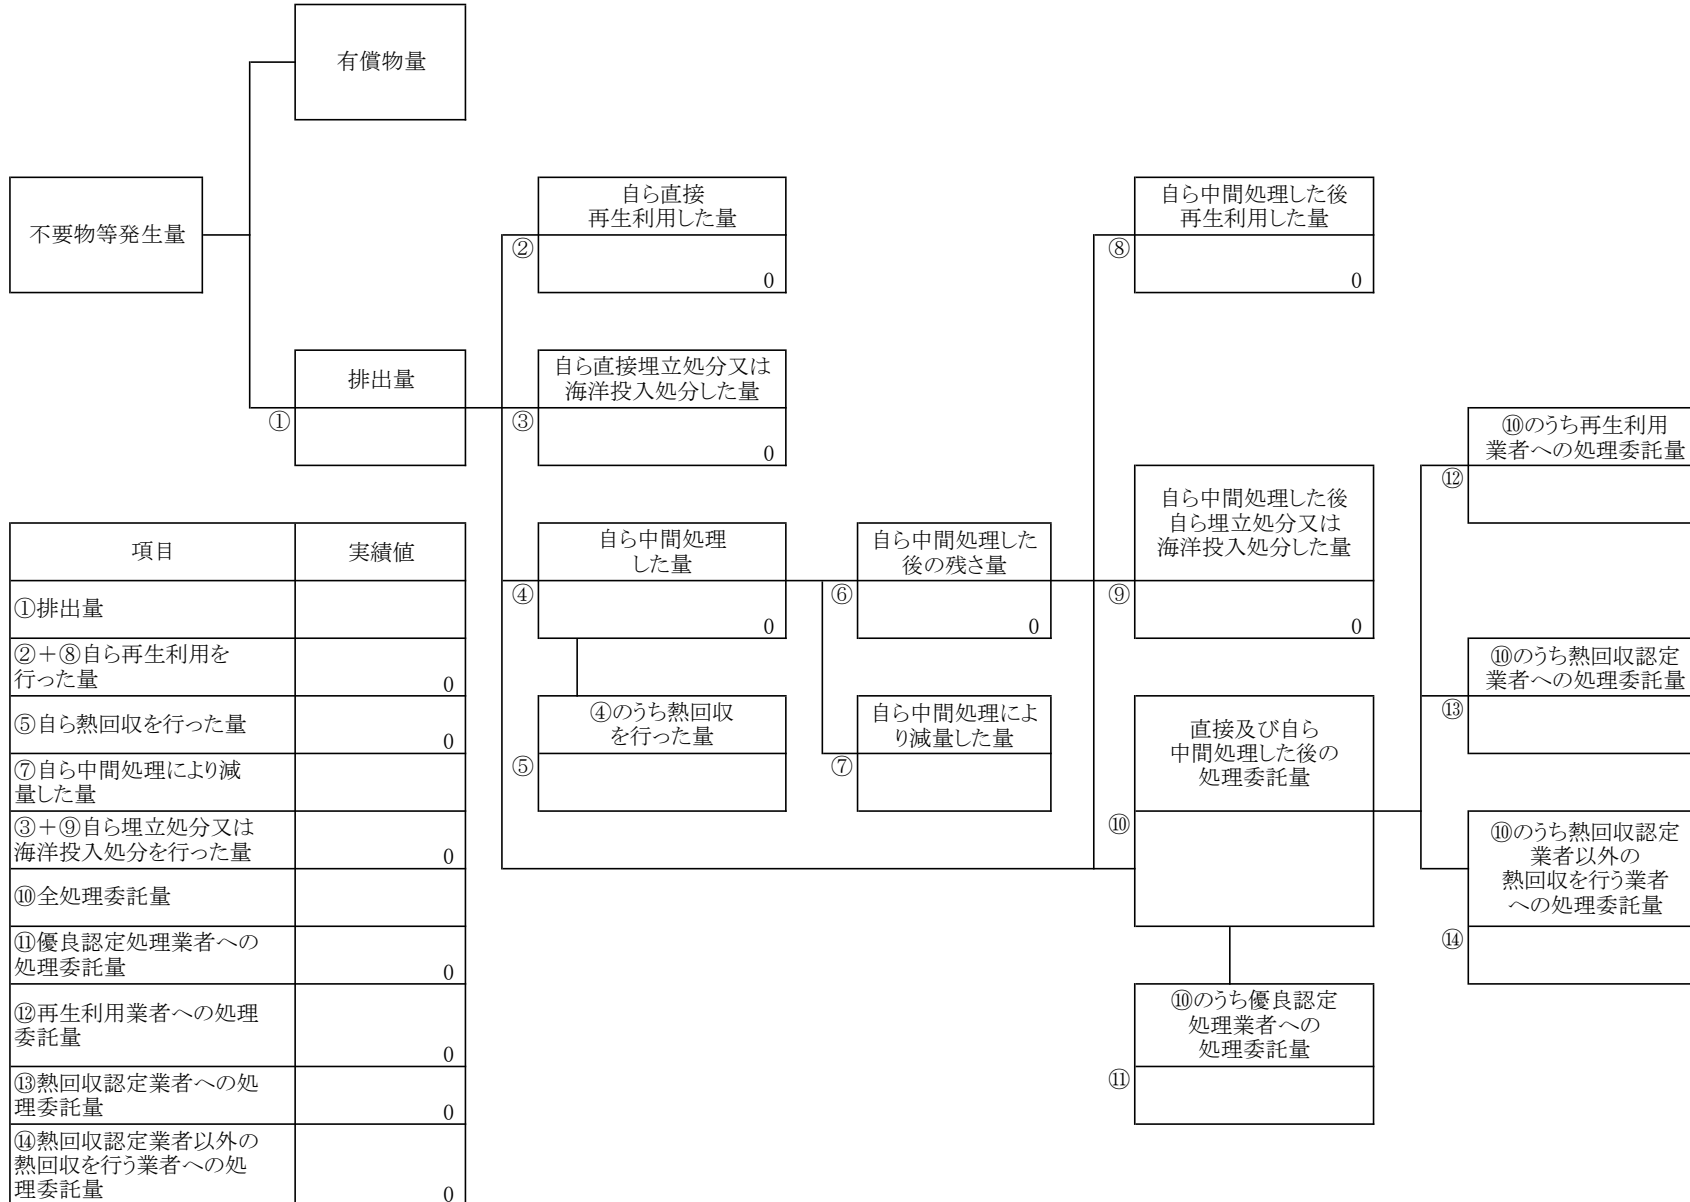 有償物量
不要物等発生量
自ら直接
再生利用した量
②
0
自ら中間処理した後
再生利用した量
⑧
0
排出量
①
自ら直接埋立処分又は
海洋投入処分した量
③
0
⑩のうち再生利用
業者への処理委託量
⑫
自ら中間処理
した量
④
0
自ら中間処理した
後の残さ量
⑥
0
自ら中間処理した後
自ら埋立処分又は
海洋投入処分した量
⑨
0
⑩のうち熱回収認定
業者への処理委託量
⑬
④のうち熱回収
を行った量
⑤
自ら中間処理によ
り減量した量
⑦
直接及び自ら
中間処理した後の
処理委託量
⑩
⑩のうち熱回収認定
業者以外の
熱回収を行う業者
への処理委託量
⑭
⑩のうち優良認定
処理業者への
処理委託量
⑪
項目 実績値
①排出量
②＋⑧自ら再生利用を
行った量 0
⑤自ら熱回収を行った量 0
⑦自ら中間処理により減
量した量
③＋⑨自ら埋立処分又は
海洋投入処分を行った量 0
⑩全処理委託量
⑪優良認定処理業者への
処理委託量 0
⑫再生利用業者への処理
委託量 0
⑬熱回収認定業者への処
理委託量 0
⑭熱回収認定業者以外の
熱回収を行う業者への処
理委託量 0